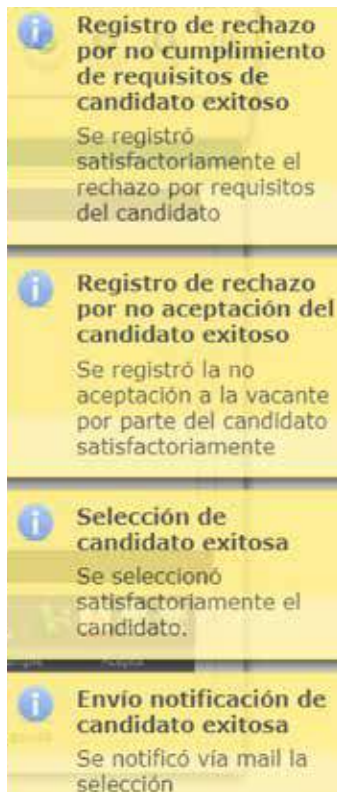 Registro de rechazo
por no cumplimiento
de requisitos de
candidato exitoso
Se registró
satisfactoriamente el
rechazo por requisitos
del candidato
Registro de rechazo
por no aceptación del
candidato exitoso
Se registró la no
aceptación a la vacante
por parte del candidato
satisfactoriamente
Selección de
candidato exitosa
Se seleccionó
satisfactoriamente el
candidato.
Envío notificación de
candidato exitosa
Se notificó vía mail la
selección